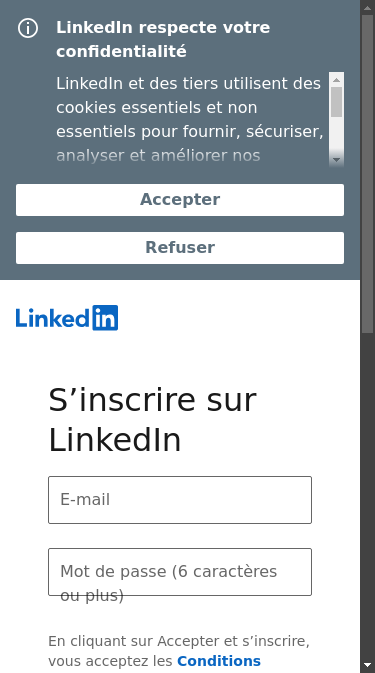 LinkedIn respecte votre
confidentialité
LinkedIn et des tiers utilisent des
cookies essentiels et non
essentiels pour fournir, sécuriser,
analyser et améliorer nos
Accepter
Refuser
LinkedIn
S’inscrire sur
LinkedIn
E-mail
Mot de passe (6 caractères
ou plus)
En cliquant sur Accepter et s’inscrire,
vous acceptez les Conditions